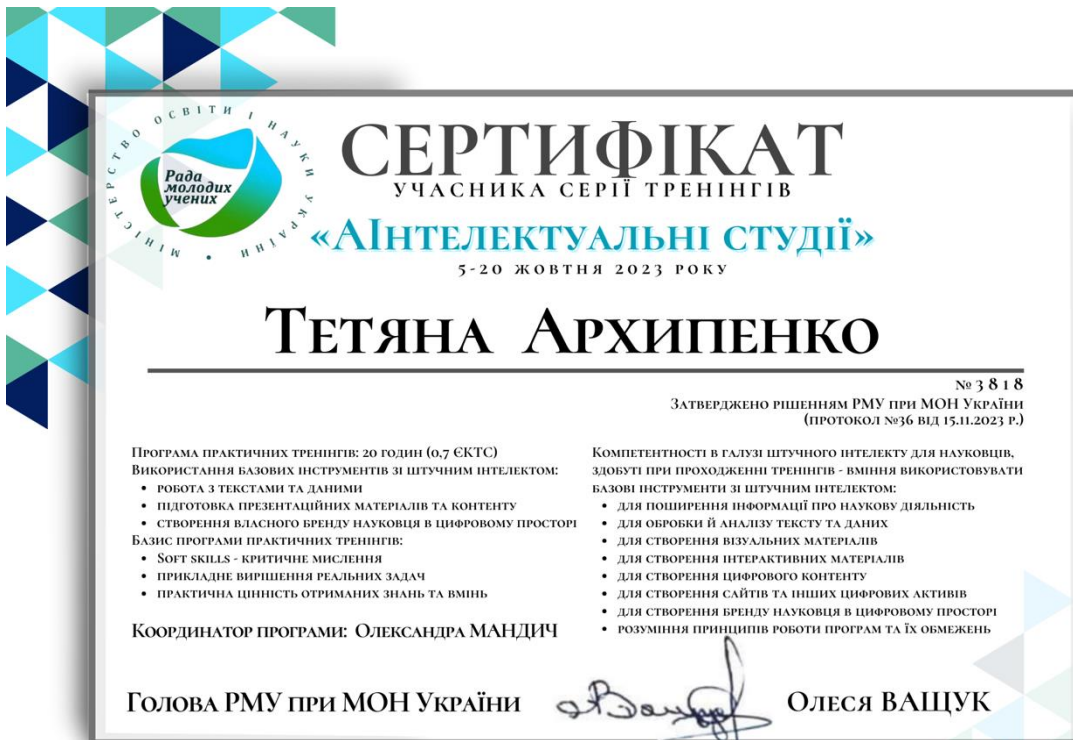 МІНІСТЕРСТВО ОСВІТИ І НАУКИ УКРАЇНИ
Рада
молодих
учених
СЕРТИФІКАТ
УЧАСНИКА СЕРІЇ ТРЕНІНГІВ
«АІНТЕЛЕКТУАЛЬНІ СТУДІЇ»
5-20 ЖОВТНЯ 2023 РОКУ
ТЕТЯНА АРХИПЕНКО
№ 3818
ЗАТВЕРДЖЕНО РІШЕННЯМ РМУ ПРИ МОН УКРАЇНИ
(ПРОТОКОЛ №36 ВІД 15.11.2023 Р.)
ПРОГРАМА ПРАКТИЧНИХ ТРЕНІНГІВ: 20 ГОДИН (0,7 ЄКТС)
ВИКОРИСТАННЯ БАЗОВИХ ІНСТРУМЕНТІВ ЗІ ШТУЧНИМ ІНТЕЛЕКТОМ:
• РОБОТА З ТЕКСТАМИ ТА ДАНИМИ
• ПІДГОТОВКА ПРЕЗЕНТАЦІЙНИХ МАТЕРІАЛІВ ТА КОНТЕНТУ
• СТВОРЕННЯ ВЛАСНОГО БРЕНДУ НАУКОВЦЯ В ЦИФРОВОМУ ПРОСТОРІ
БАЗИС ПРОГРАМИ ПРАКТИЧНИХ ТРЕНІНГІВ:
• SOFT SKILLS - КРИТИЧНЕ МИСЛЕННЯ
• ПРИКЛАДНЕ ВИРІШЕННЯ РЕАЛЬНИХ ЗАДАЧ
• ПРАКТИЧНА ЦІННІСТЬ ОТРИМАНИХ ЗНАНЬ ТА ВМІНЬ
КООРДИНАТОР ПРОГРАМИ: ОЛЕКСАНДРА МАНДИЧ
КОМПЕТЕНТНОСТІ В ГАЛУЗІ ШТУЧНОГО ІНТЕЛЕКТУ ДЛЯ НАУКОВЦІВ,
ЗДОБУТІ ПРИ ПРОХОДЖЕННІ ТРЕНІНГІВ - ВМІННЯ ВИКОРИСТОВУВАТИ
БАЗОВІ ІНСТРУМЕНТИ ЗІ ШТУЧНИМ ІНТЕЛЕКТОМ:
• ДЛЯ ПОШИРЕННЯ ІНФОРМАЦІЇ ПРО НАУКОВУ ДІЯЛЬНІСТЬ
• ДЛЯ ОБРОБКИ Й АНАЛІЗУ ТЕКСТУ ТА ДАНИХ
• ДЛЯ СТВОРЕННЯ ВІЗУАЛЬНИХ МАТЕРІАЛІВ
• ДЛЯ СТВОРЕННЯ ІНТЕРАКТИВНИХ МАТЕРІАЛІВ
• ДЛЯ СТВОРЕННЯ ЦИФРОВОГО КОНТЕНТУ
• ДЛЯ СТВОРЕННЯ САЙТІВ ТА ІНШИХ ЦИФРОВИХ АКТИВІВ
• ДЛЯ СТВОРЕННЯ БРЕНДУ НАУКОВЦЯ В ЦИФРОВОМУ ПРОСТОРІ
• РОЗУМІННЯ ПРИНЦИПІВ РОБОТИ ПРОГРАМ ТА ЇХ ОБМЕЖЕНЬ
ГОЛОВА РМУ ПРИ МОН УКРАЇНИ
ОЛЕСЯ ВАЩУК